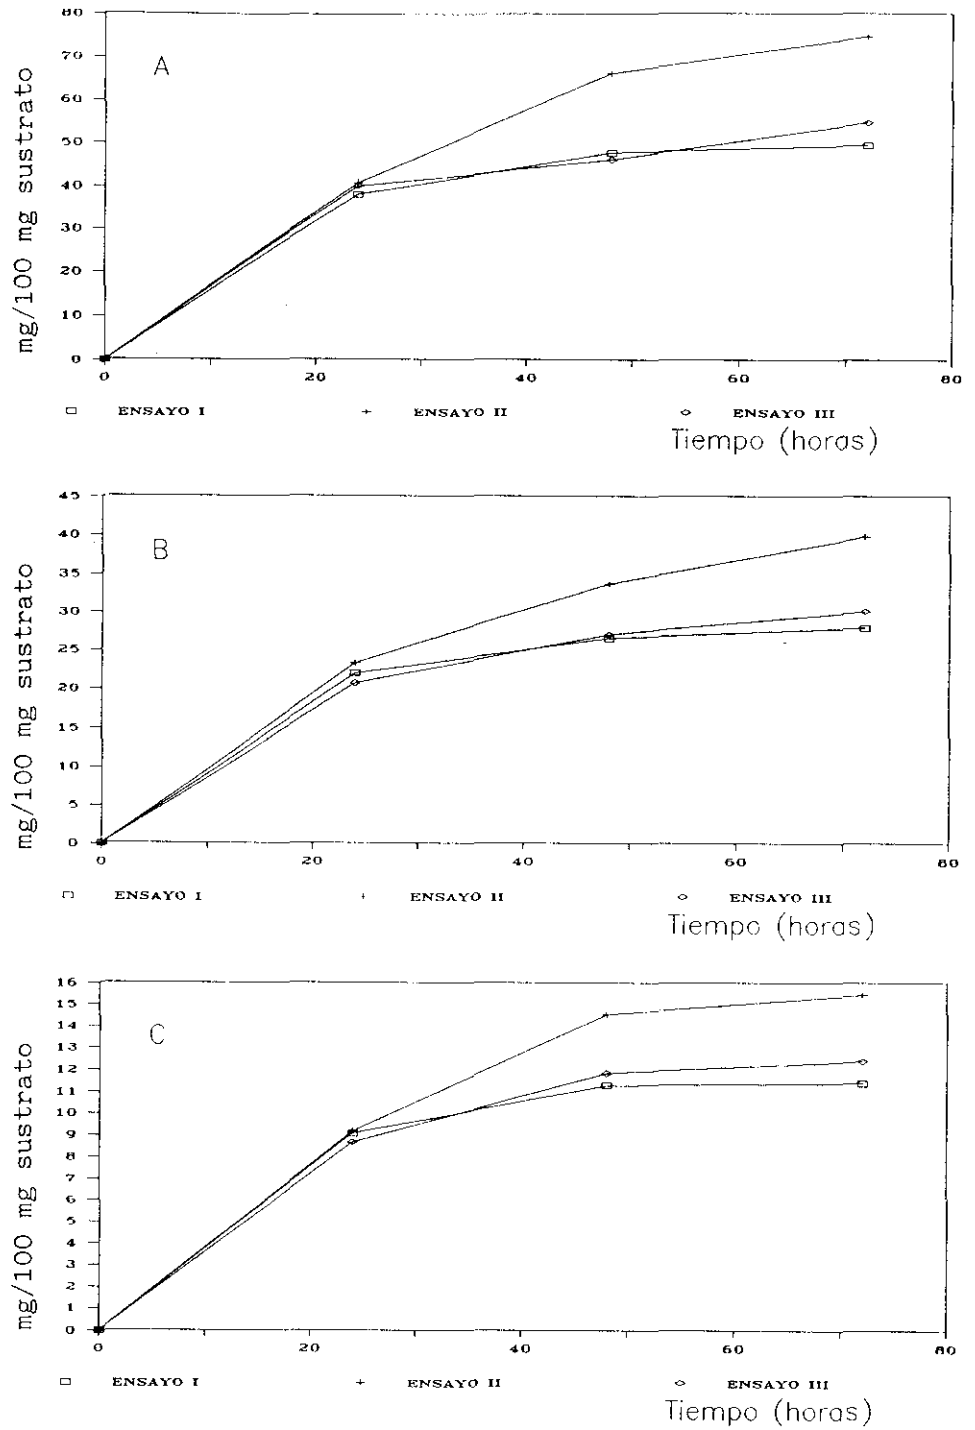 mg/100 mg sustrato
A
80
70
60
50
40
30
20
10
0
0 20 40 60 80
ENSAYO I ENSAYO II ENSAYO III
Tiempo (horas)
mg/100 mg sustrato
B
45
40
35
30
25
20
15
10
5
0
0 20 40 60 80
ENSAYO I ENSAYO II ENSAYO III
Tiempo (horas)
mg/100 mg sustrato
C
16
15
14
13
12
11
10
9
8
7
6
5
4
3
2
1
0
0 20 40 60 80
ENSAYO I ENSAYO II ENSAYO III
Tiempo (horas)